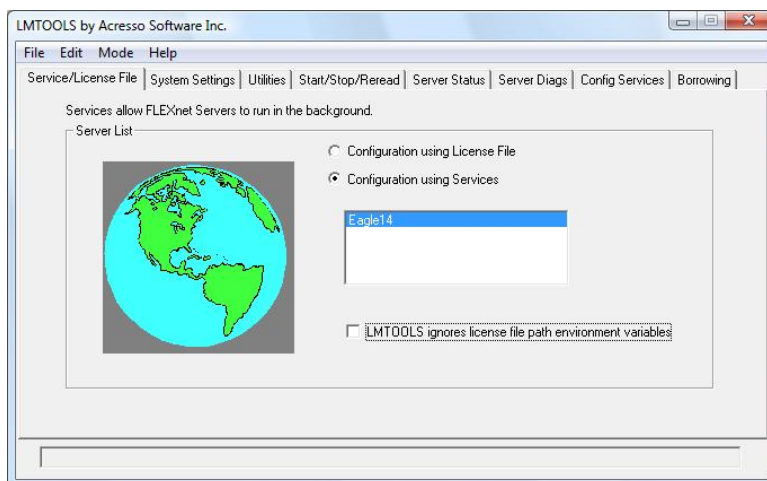 LMTOOLS by Acresso Software Inc.
File Edit Mode Help
Service/License File System Settings Utilities Start/Stop/Reread Server Status Server Diags Config Services Borrowing
Services allow FLEXnet Servers to run in the background.
Server List
Configuration using License File
Configuration using Services
Eagle14
LMTOOLS ignores license file path environment variables